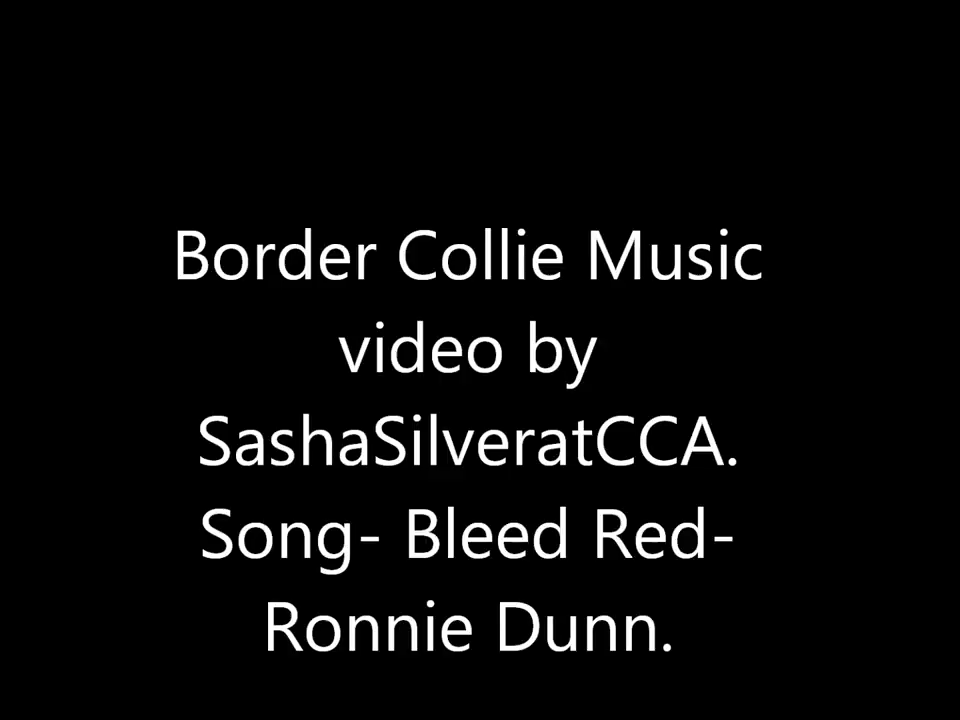 Border Collie Music
video by
SashaSilveratCCA.
Song- Bleed Red-
Ronnie Dunn.